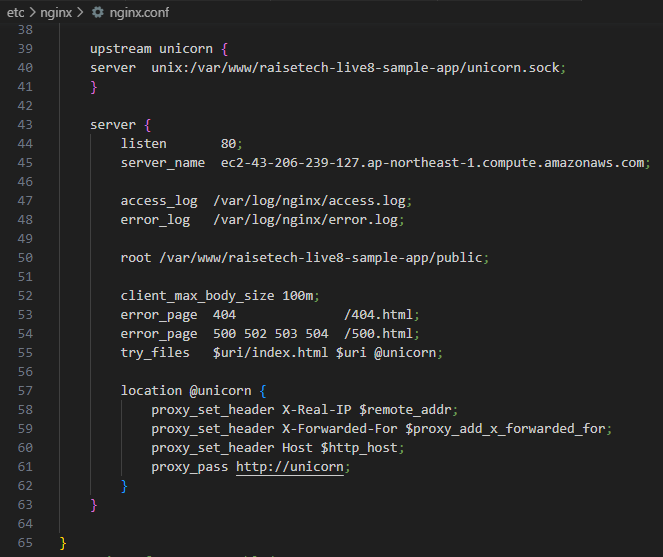 etc > nginx > nginx.conf
38
39 upstream unicorn {
40 server  unix:/var/www/raisetech-live8-sample-app/unicorn.sock;
41 }
42
43 server {
44     listen       80;
45     server_name  ec2-43-206-239-127.ap-northeast-1.compute.amazonaws.com;
46
47     access_log  /var/log/nginx/access.log;
48     error_log   /var/log/nginx/error.log;
49
50     root /var/www/raisetech-live8-sample-app/public;
51
52     client_max_body_size 100m;
53     error_page  404              /404.html;
54     error_page  500 502 503 504  /500.html;
55     try_files   $uri/index.html $uri @unicorn;
56
57     location @unicorn {
58         proxy_set_header X-Real-IP $remote_addr;
59         proxy_set_header X-Forwarded-For $proxy_add_x_forwarded_for;
60         proxy_set_header Host $http_host;
61         proxy_pass http://unicorn;
62     }
63 }
64
65 }